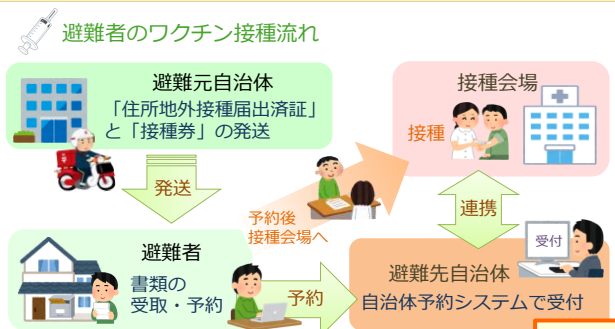 避難者のワクチン接種流れ
避難元自治体
「住所地外接種届出済証」
と「接種券」の発送
発送
接種会場
接種
予約後
接種会場へ
連携
受付
避難者
書類の
受取・予約
予約
避難先自治体
自治体予約システムで受付